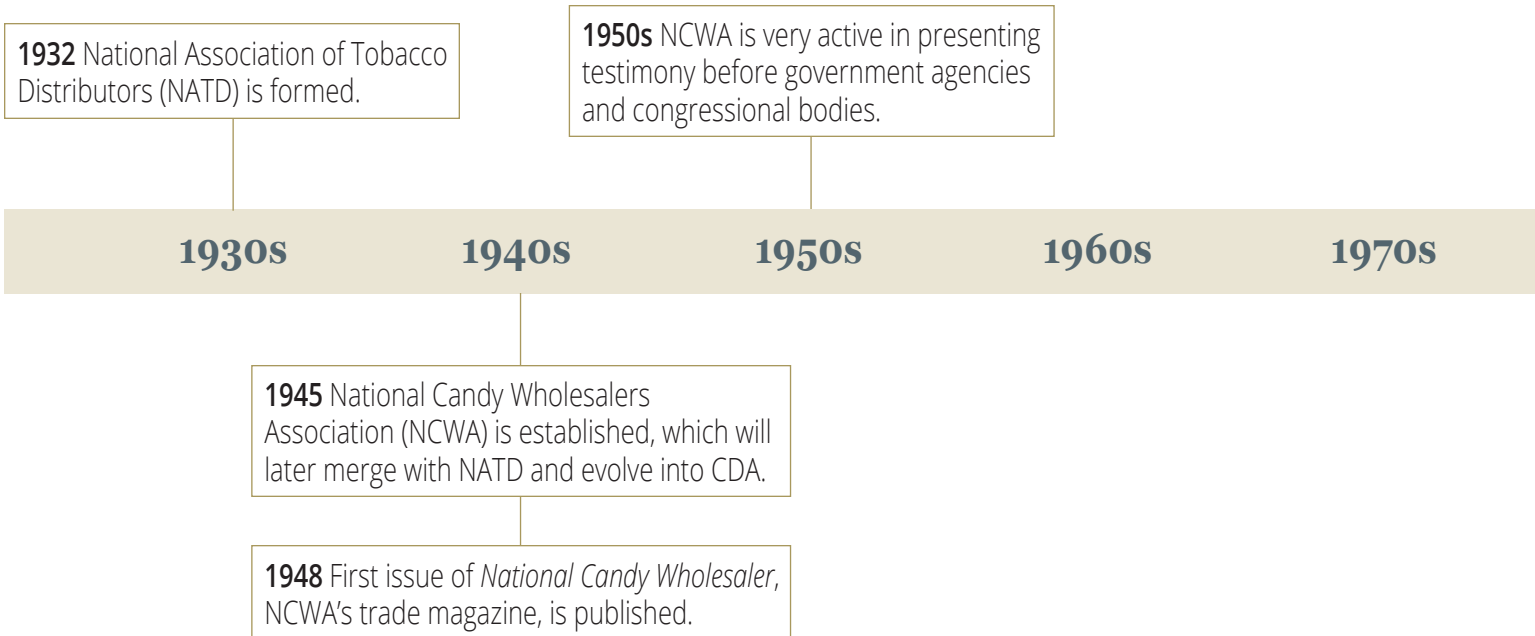 1932 National Association of Tobacco
Distributors (NATD) is formed.
1950s NCWA is very active in presenting
testimony before government agencies
and congressional bodies.
1930s 1940s 1950s 1960s 1970s
1945 National Candy Wholesalers
Association (NCWA) is established, which will
later merge with NATD and evolve into CDA.
1948 First issue of National Candy Wholesaler,
NCWA’s trade magazine, is published.